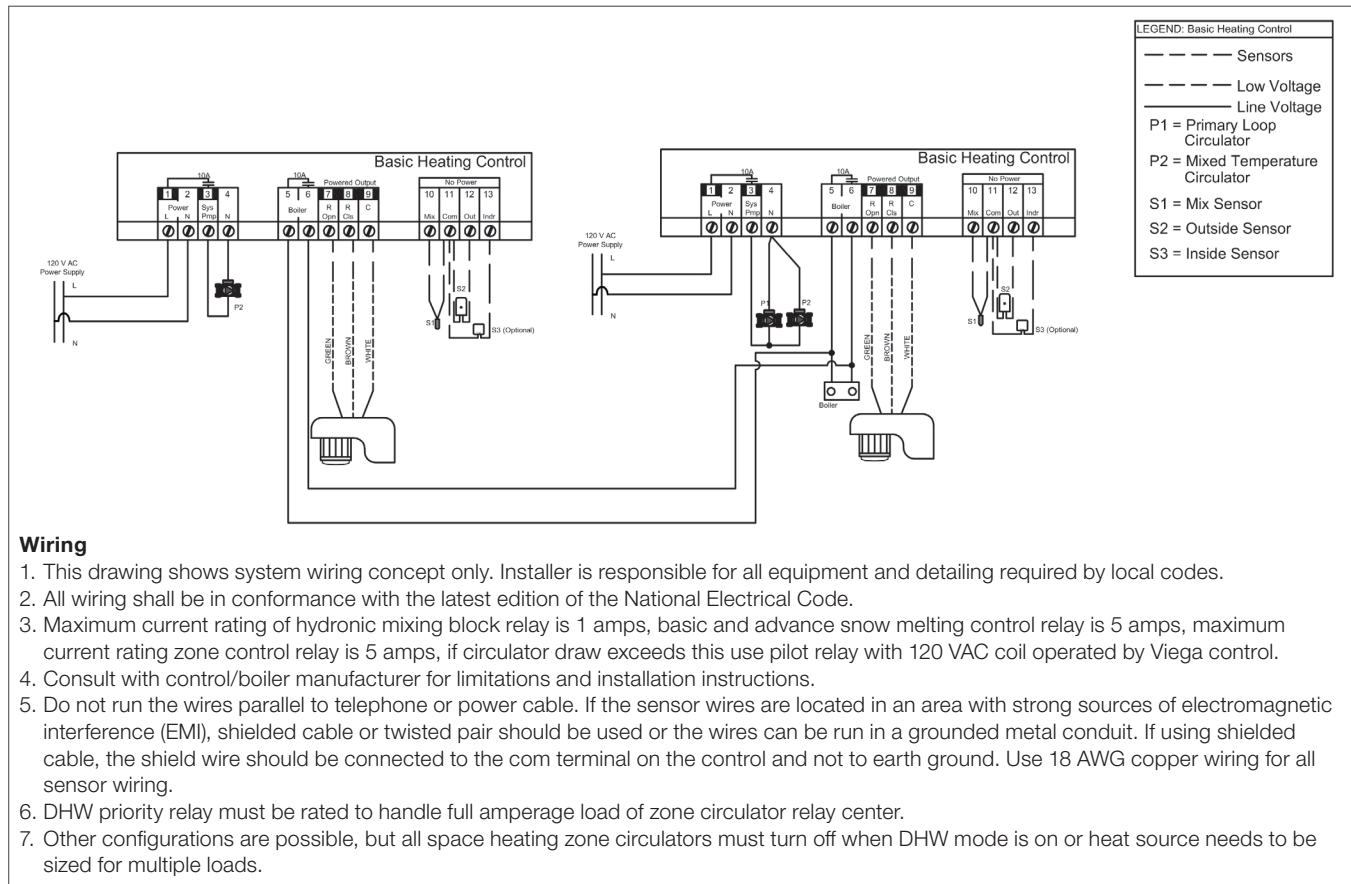 LEGEND: Basic Heating Control
Sensors
Low Voltage
Line Voltage
P1 = Primary Loop
Circulator
P2 = Mixed Temperature
Circulator
S1 = Mix Sensor
S2 = Outside Sensor
S3 = Inside Sensor
Basic Heating Control
10A
10A
Powered Output
No Power
1 2 3 4 5 6 7 8 9 10 11 12 13
Power
L N
Sys
Pmp
N
Boiler
R
Opn
R
Cls
C
Mix Com Out Indr
120 V AC
Power Supply
L
N
P2
GREEN
BROWN
WHITE
S1
S2
S3 (Optional)
Basic Heating Control
10A
10A
Powered Output
No Power
1 2 3 4 5 6 7 8 9 10 11 12 13
Power
L N
Sys
Pmp
N
Boiler
R
Opn
R
Cls
C
Mix Com Out Indr
120 V AC
Power Supply
L
N
P1
P2
Boiler
GREEN
BROWN
WHITE
S1
S2
S3 (Optional)
Wiring
1. This drawing shows system wiring concept only. Installer is responsible for all equipment and detailing required by local codes.
2. All wiring shall be in conformance with the latest edition of the National Electrical Code.
3. Maximum current rating of hydronic mixing block relay is 1 amps, basic and advance snow melting control relay is 5 amps, maximum
current rating zone control relay is 5 amps, if circulator draw exceeds this use pilot relay with 120 VAC coil operated by Viega control.
4. Consult with control/boiler manufacturer for limitations and installation instructions.
5. Do not run the wires parallel to telephone or power cable. If the sensor wires are located in an area with strong sources of electromagnetic
interference (EMI), shielded cable or twisted pair should be used or the wires can be run in a grounded metal conduit. If using shielded
cable, the shield wire should be connected to the com terminal on the control and not to earth ground. Use 18 AWG copper wiring for all
sensor wiring.
6. DHW priority relay must be rated to handle full amperage load of zone circulator relay center.
7. Other configurations are possible, but all space heating zone circulators must turn off when DHW mode is on or heat source needs to be
sized for multiple loads.